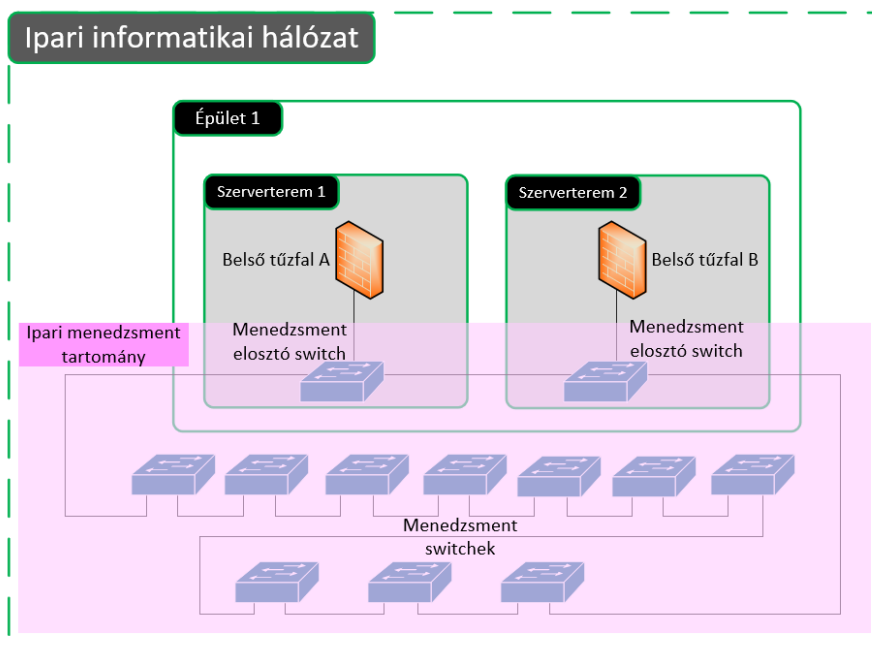 Ipari informatikai hálózat
Épület 1
Szerverterem 1
Szerverterem 2
Belső tűzfal A
Belső tűzfal B
Ipari menedzsment
tartomány
Menedzsment
elosztó switch
Menedzsment
elosztó switch
Menedzsment
switchek